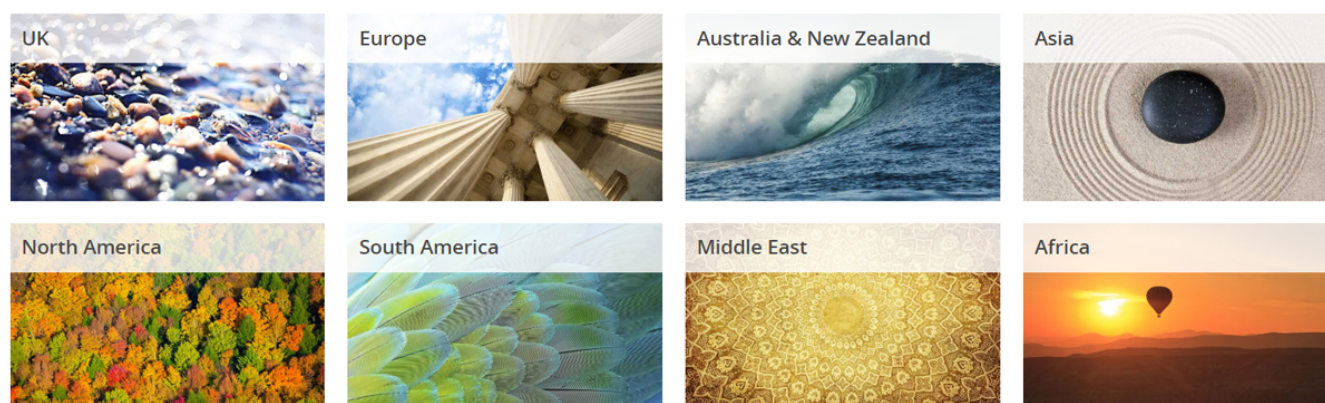 UK
Europe
Australia & New Zealand
Asia
North America
South America
Middle East
Africa